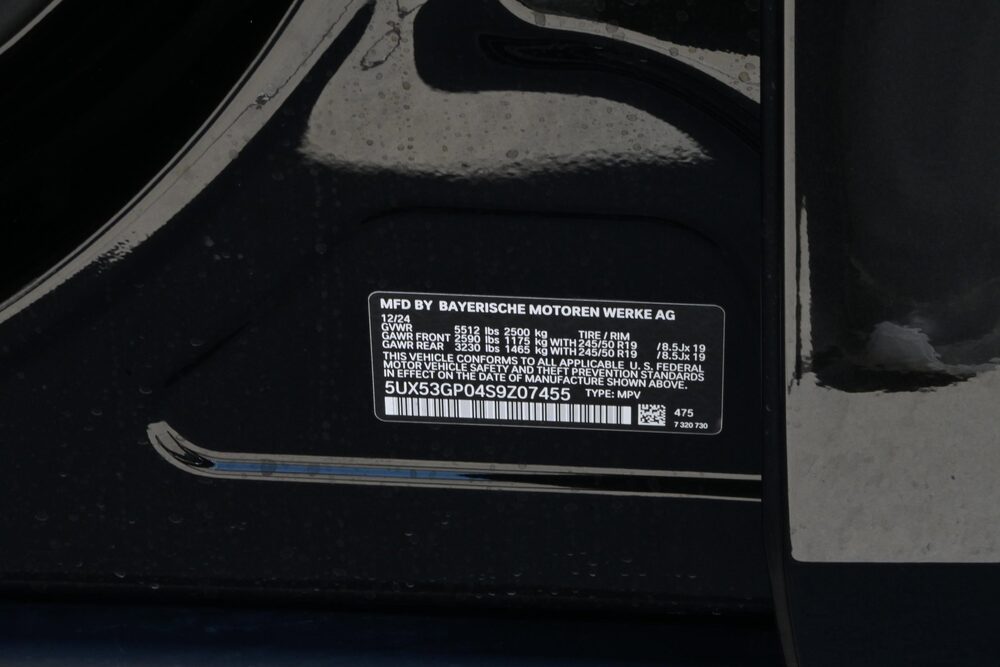 MFD BY BAYERISCHE MOTOREN WERKE AG
12/24
GVWR 5512 lbs 2500 kg TIRE / RIM
GAWR FRONT 2590 lbs 1175 kg WITH 245/50 R19 /8.5Jx 19
GAWR REAR 3230 lbs 1465 kg WITH 245/50 R19 /8.5Jx 19
THIS VEHICLE CONFORMS TO ALL APPLICABLE U. S. FEDERAL
MOTOR VEHICLE SAFETY AND THEFT PREVENTION STANDARDS
IN EFFECT ON THE DATE OF MANUFACTURE SHOWN ABOVE.
5UX53GP04S9Z07455 TYPE: MPV
475
7 320 730